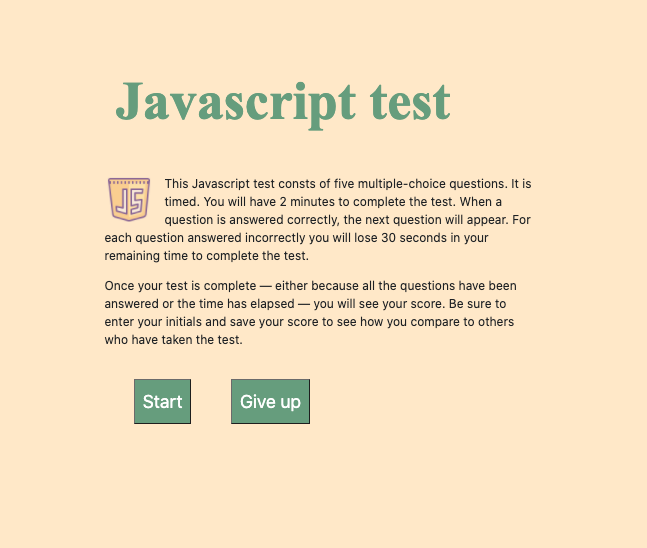 Javascript test
JS
This Javascript test consts of five multiple-choice questions. It is
timed. You will have 2 minutes to complete the test. When a
question is answered correctly, the next question will appear. For
each question answered incorrectly you will lose 30 seconds in your
remaining time to complete the test.
Once your test is complete — either because all the questions have been
answered or the time has elapsed — you will see your score. Be sure to
enter your initials and save your score to see how you compare to others
who have taken the test.
Start
Give up